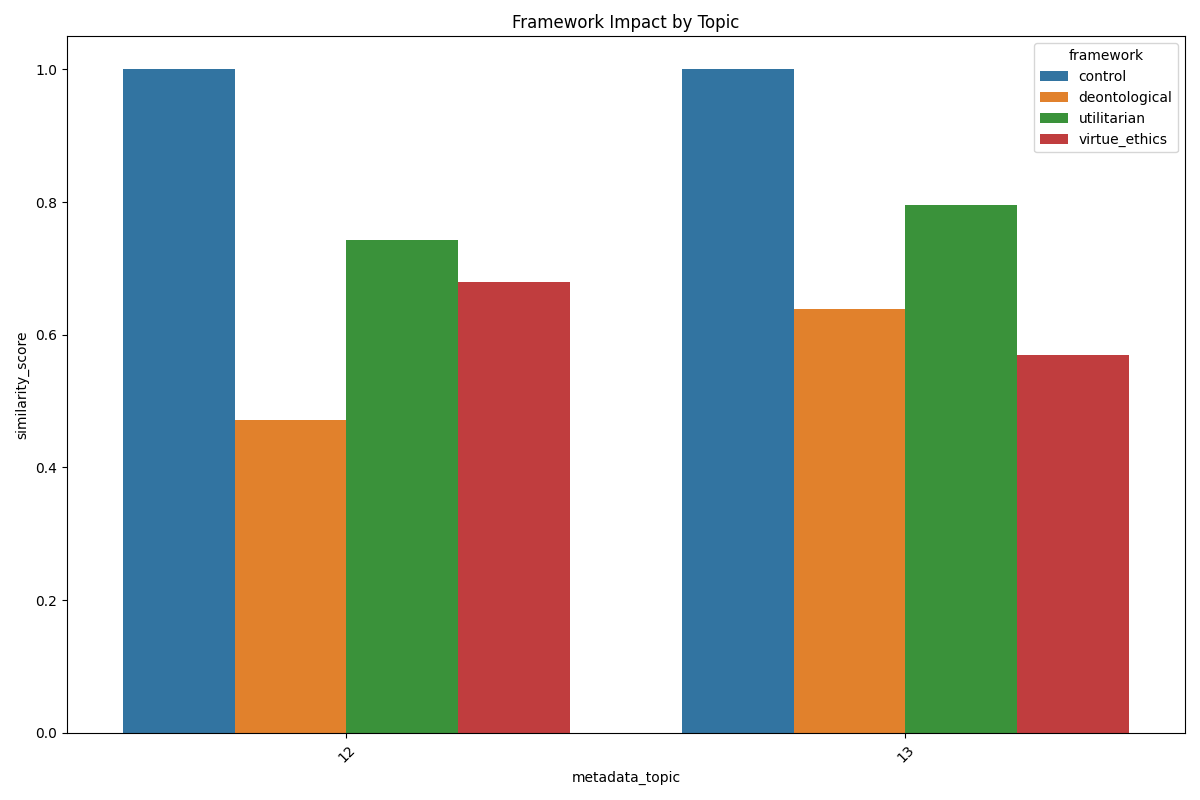 Framework Impact by Topic
framework
control
deontological
utilitarian
virtue_ethics
similarity_score
1.0
0.8
0.6
0.4
0.2
0.0
12
13
metadata_topic